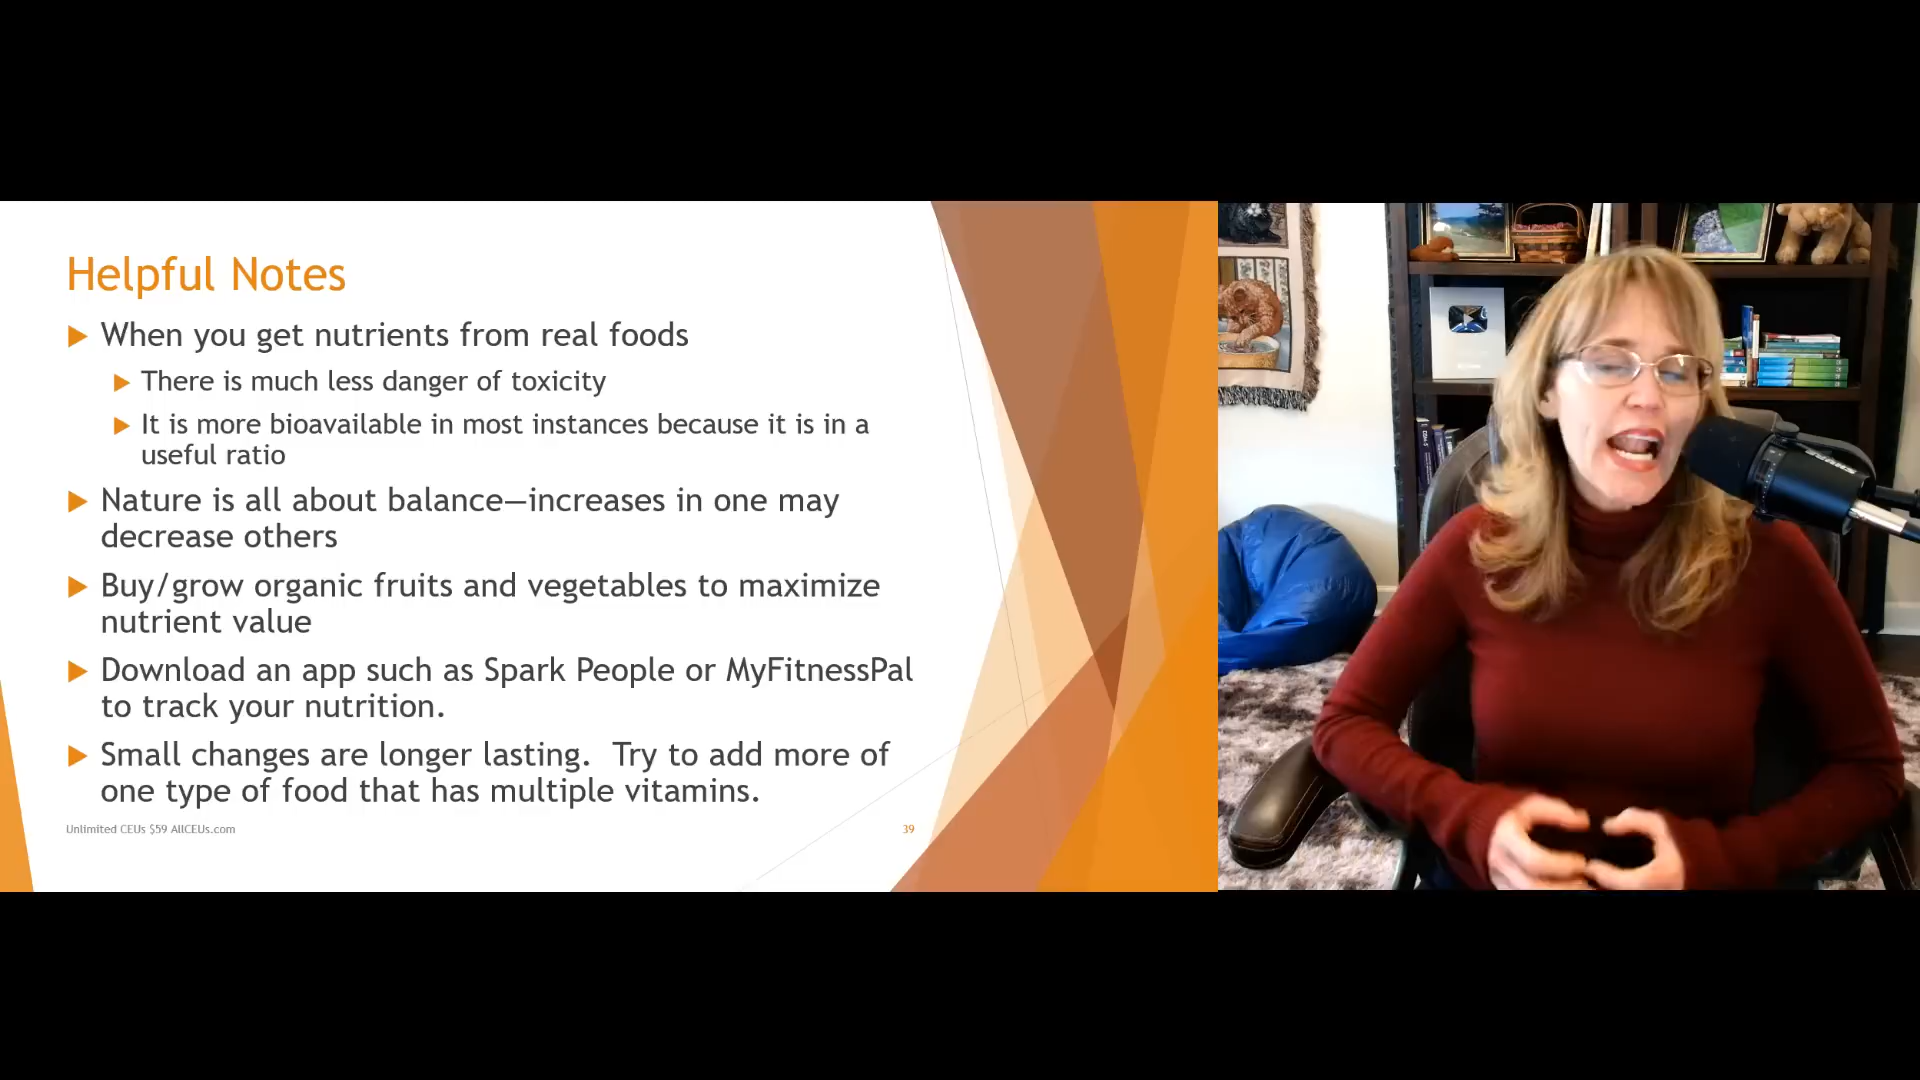 Helpful Notes
When you get nutrients from real foods
There is much less danger of toxicity
It is more bioavailable in most instances because it is in a
useful ratio
Nature is all about balance—increases in one may
decrease others
Buy/grow organic fruits and vegetables to maximize
nutrient value
Download an app such as Spark People or MyFitnessPal
to track your nutrition.
Small changes are longer lasting.  Try to add more of
one type of food that has multiple vitamins.
Unlimited CEUs $59 AllCEUs.com
39
SHURE